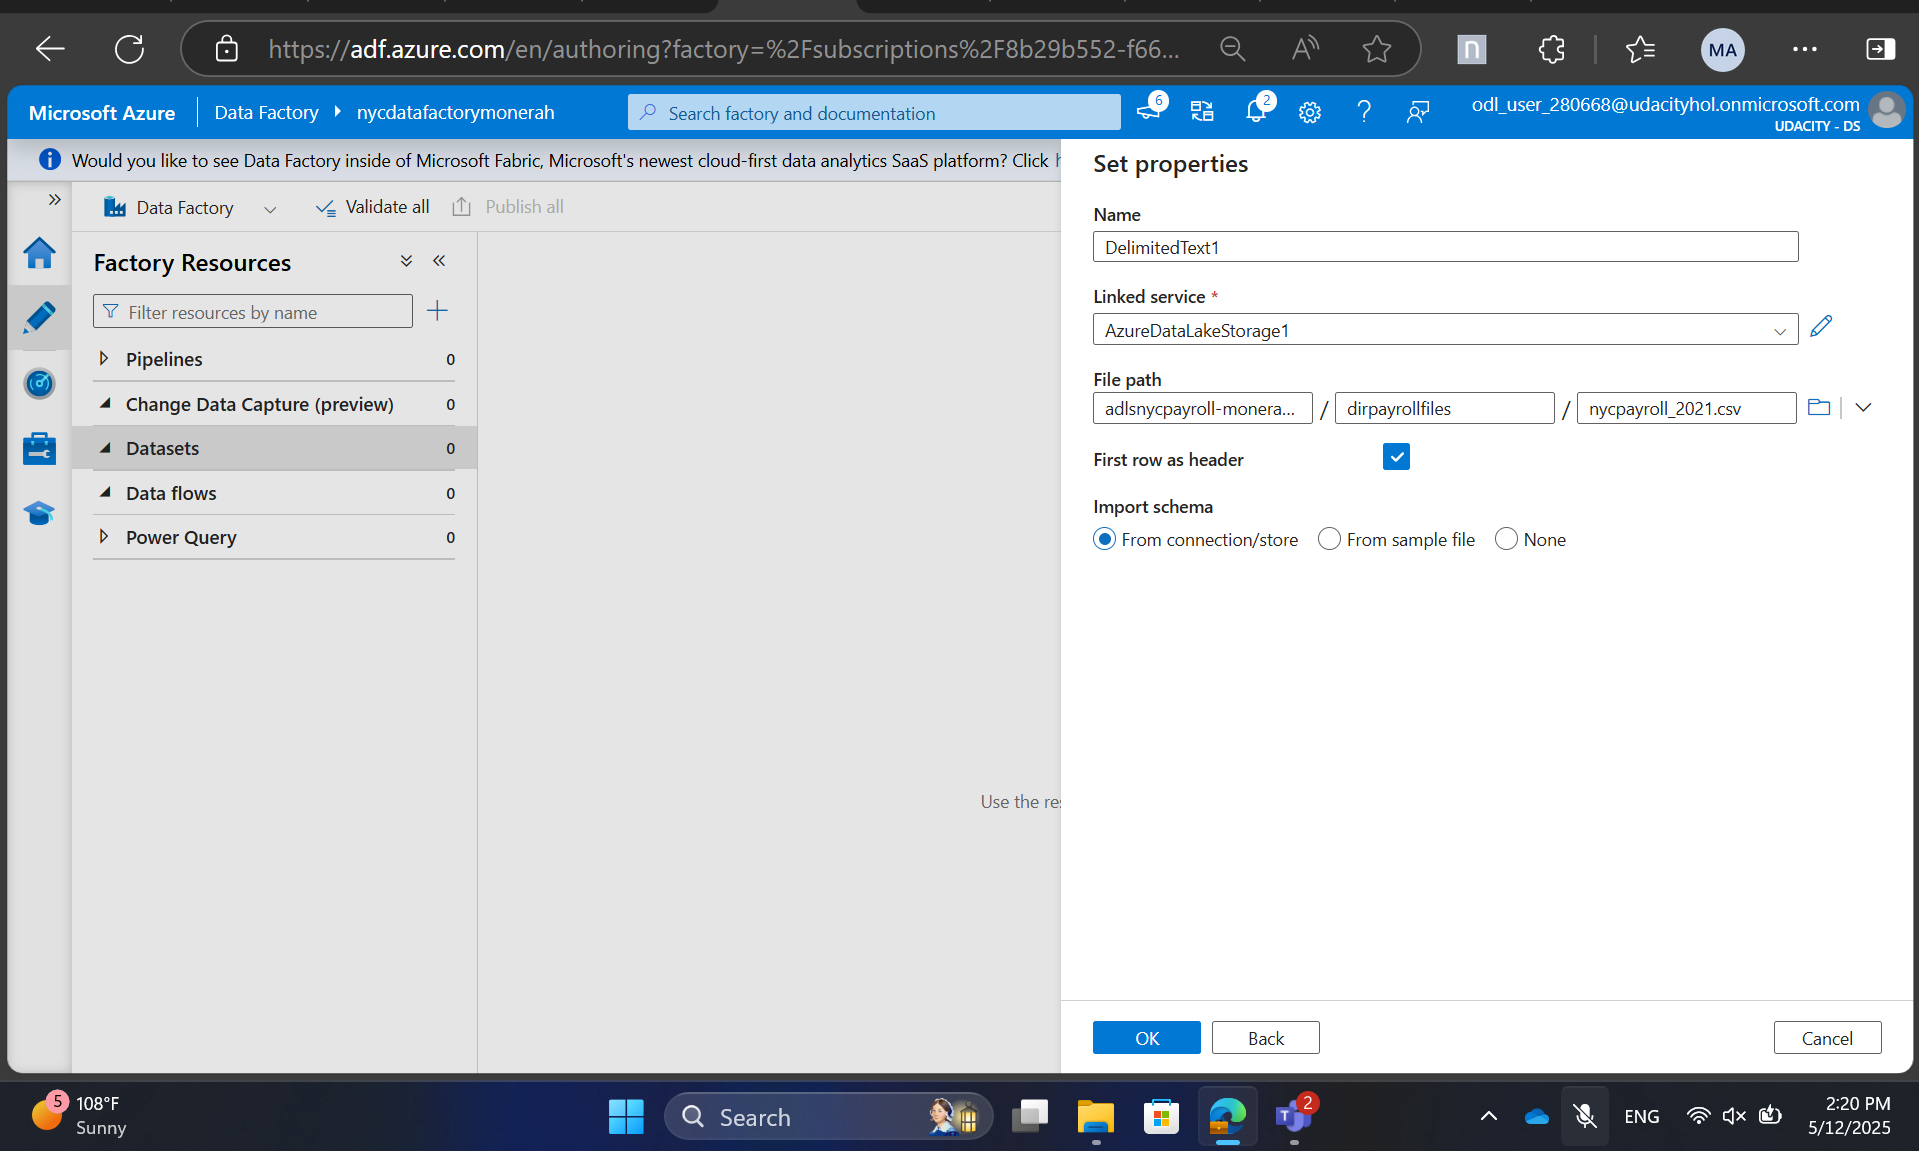 https://adf.azure.com/en/authoring?factory=%2Fsubscriptions%2F8b29b552-f66...
MA
Microsoft Azure
Data Factory
nycdatafactorymonerah
Search factory and documentation
6
2
odl_user_280668@udacityhol.onmicrosoft.com
UDACITY - DS
Would you like to see Data Factory inside of Microsoft Fabric, Microsoft's newest cloud-first data analytics SaaS platform? Click
Data Factory
Validate all
Publish all
Factory Resources
Filter resources by name
Pipelines 0
Change Data Capture (preview) 0
Datasets 0
Data flows 0
Power Query 0
Use the
Set properties
Name
DelimitedText1
Linked service *
AzureDataLakeStorage1
File path
adlsnycpayroll-monera... / dirpayrollfiles / nycpayroll_2021.csv
First row as header
Import schema
From connection/store From sample file None
OK
Back
Cancel
5
108°F
Sunny
Search
2
ENG
2:20 PM
5/12/2025